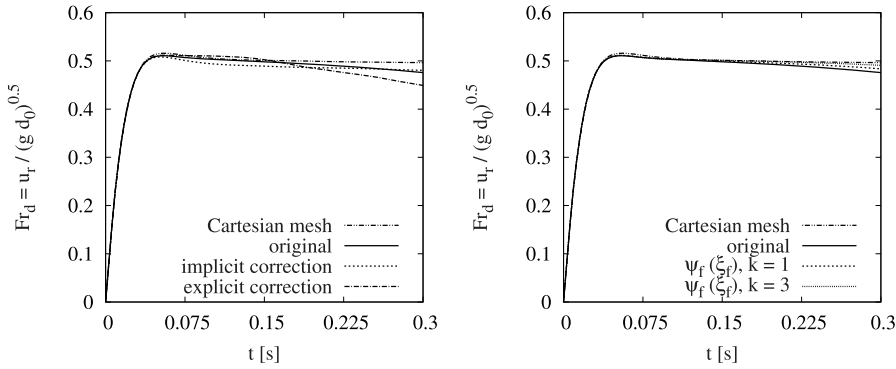 0.6
0.5
0.4
0.3
0.2
0.1
0
Fr_d = u_r / (g d_0)^0.5
Cartesian mesh
original
implicit correction
explicit correction
0 0.075 0.15 0.225 0.3
t [s]
0.6
0.5
0.4
0.3
0.2
0.1
0
Fr_d = u_r / (g d_0)^0.5
Cartesian mesh
original
ψ_f (ξ_f), k = 1
ψ_f (ξ_f), k = 3
0 0.075 0.15 0.225 0.3
t [s]